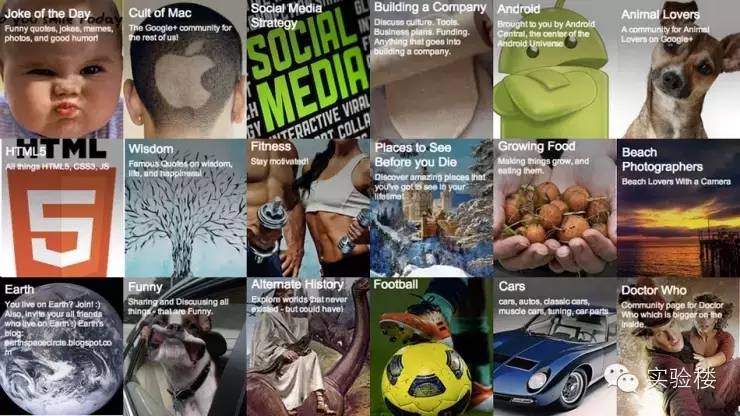 Joke of the Day
Funny quotes, jokes, memes,
photos, and good humor!
Cult of Mac
The Google+ community for
the rest of us!
Social Media
Strategy
SOCIAL
MEDIA
INTERACTIVE
VIRAL
Building a Company
Discuss culture. Tools.
Business plans. Funding.
Anything that goes into
building a company.
Android
Brought to you by Android
Central, the center of the
Android Universe
Animal Lovers
A community for Animal
Lovers on Google+
HTML
HTML5
All things HTML5, CSS3, JS
5
Wisdom
Famous Quotes on wisdom,
life, and happiness!
Fitness
Stay motivated!
Places to See
Before you Die
Discover amazing places that
you've got to see in your
lifetime!
Growing Food
Making things grow, and
eating them.
Beach
Photographers
Beach Lovers With a Camera
Earth
You live on Earth? Join! :)
Also, invite your all friends
who live on Earth :) Earth's
blog:
earthspacecircle.blogspot.co
m
Funny
Sharing and Discuusing all
things - that are Funny.
Alternate History
Explore worlds that never
existed - but could have!
Football
Cars
cars, autos, classic cars,
muscle cars, tuning, car parts
Doctor Who
Community page for Doctor
Who which is bigger on the
inside.
实验楼